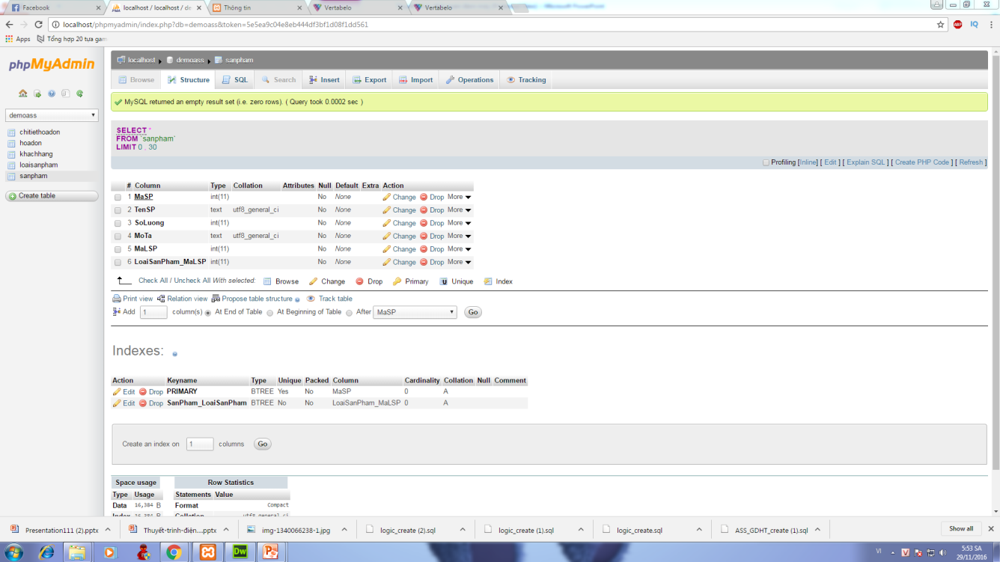 Facebook
localhost / localhost / de
Thông tin
Vertabelo
Vertabelo
Microsoft PowerPoint
localhost/phpmyadmin/index.php?db=demoass&token=5e5ea9c04e8eb444df3bf1d08f1dd561
ABP
IQ
Apps
Tổng hợp 20 tựa gam
phpMyAdmin
PMA
demoass
chitiethoadon
hoadon
khachhang
loaisanpham
sanpham
Create table
localhost ▸ demoass ▸ sanpham
Browse Structure SQL Search Insert Export Import Operations Tracking
MySQL returned an empty result set (i.e. zero rows). ( Query took 0.0002 sec )
SELECT *
FROM `sanpham`
LIMIT 0 , 30
Profiling [Inline] [ Edit ] [ Explain SQL ] [ Create PHP Code ] [ Refresh ]
# Column Type Collation Attributes Null Default Extra Action
1 MaSP int(11) No None Change Drop More
2 TenSP text utf8_general_ci No None Change Drop More
3 SoLuong int(11) No None Change Drop More
4 MoTa text utf8_general_ci No None Change Drop More
5 MaLSP int(11) No None Change Drop More
6 LoaiSanPham_MaLSP int(11) No None Change Drop More
Check All / Uncheck All With selected: Browse Change Drop Primary Unique Index
Print view Relation view Propose table structure Track table
Add 1 column(s) At End of Table At Beginning of Table After MaSP Go
Indexes:
Action Keyname Type Unique Packed Column Cardinality Collation Null Comment
Edit Drop PRIMARY BTREE Yes No MaSP 0 A
Edit Drop SanPham_LoaiSanPham BTREE No No LoaiSanPham_MaLSP 0 A
Create an index on 1 columns Go
Space usage
Type Usage
Data 16,384 B
Index 16,384 B
Row Statistics
Statements Value
Format Compact
Collation utf8_general_ci
Presentation111 (2).pptx
Thuyết-trình-điện....pptx
img-1340066238-1.jpg
logic_create (2).sql
logic_create (1).sql
logic_create.sql
ASS_GDHT_create (1).sql
Show all
Dw
VI
V
5:53 SA
29/11/2016